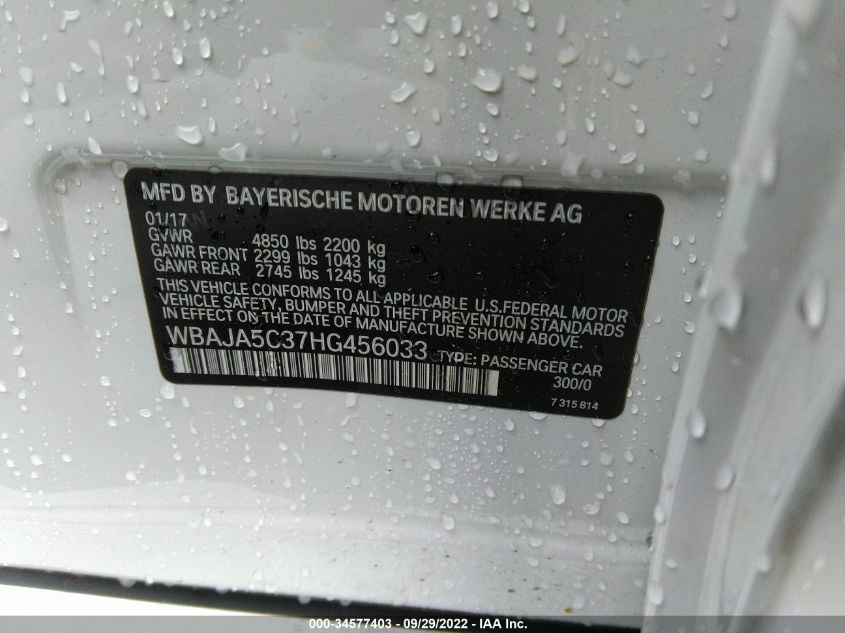 MFD BY BAYERISCHE MOTOREN WERKE AG
01/17
GVWR 4850 lbs 2200 kg
GAWR FRONT 2299 lbs 1043 kg
GAWR REAR 2745 lbs 1245 kg
THIS VEHICLE CONFORMS TO ALL APPLICABLE U.S.FEDERAL MOTOR
VEHICLE SAFETY, BUMPER AND THEFT PREVENTION STANDARDS
IN EFFECT ON THE DATE OF MANUFACTURE SHOWN ABOVE.
WBAJA5C37HG456033 TYPE: PASSENGER CAR
300/0
7 315 814
000-34577403 - 09/29/2022 - IAA Inc.